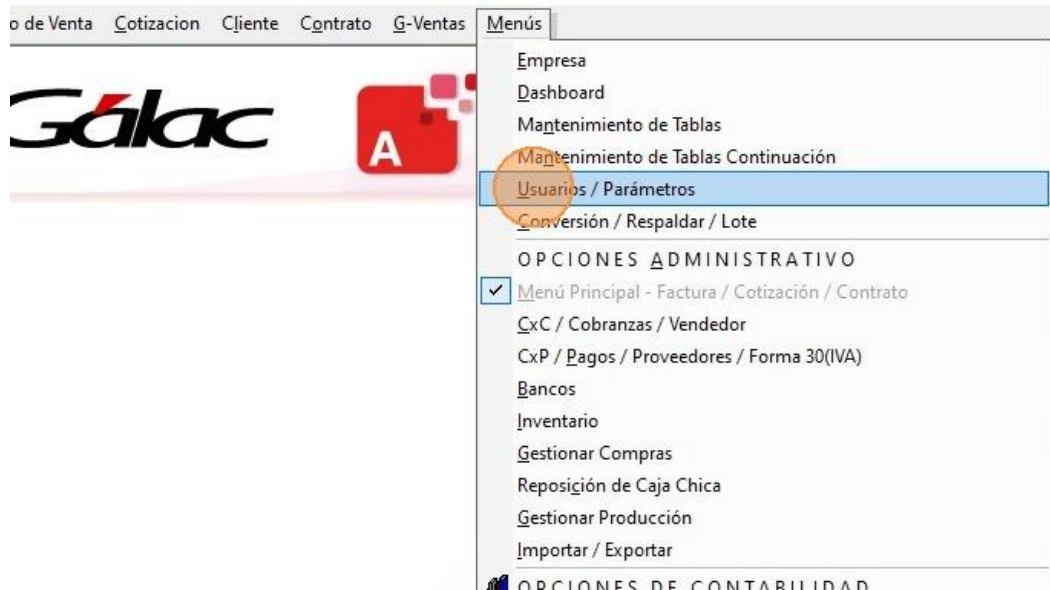 o de Venta Cotizacion Cliente Contrato G-Ventas Menús
Gálac
A
Empresa
Dashboard
Mantenimiento de Tablas
Mantenimiento de Tablas Continuación
Usuarios / Parámetros
Conversión / Respaldar / Lote
OPCIONES ADMINISTRATIVO
Menú Principal - Factura / Cotización / Contrato
CxC / Cobranzas / Vendedor
CxP / Pagos / Proveedores / Forma 30(IVA)
Bancos
Inventario
Gestionar Compras
Reposición de Caja Chica
Gestionar Producción
Importar / Exportar
OPCIONES DE CONTABILIDAD